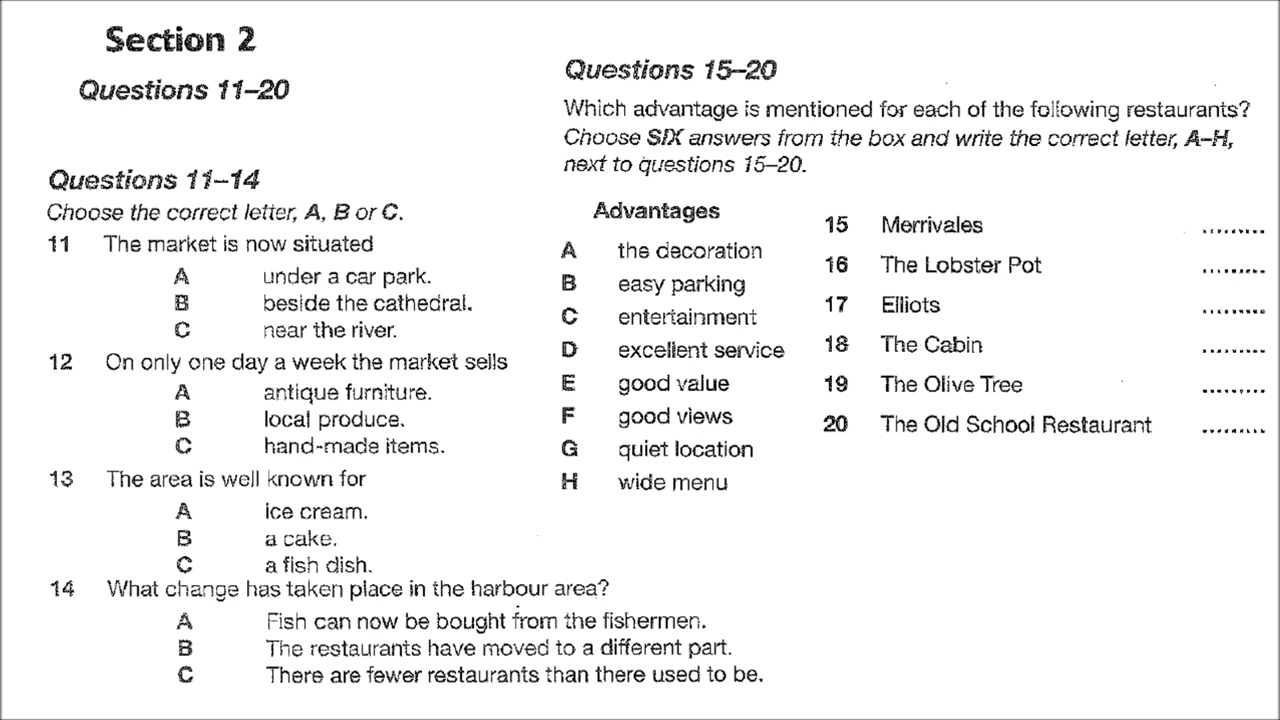 Section 2
Questions 11–20
Questions 11–14
Choose the correct letter, A, B or C.
11 The market is now situated
A under a car park.
B beside the cathedral.
C near the river.
12 On only one day a week the market sells
A antique furniture.
B local produce.
C hand-made items.
13 The area is well known for
A ice cream.
B a cake.
C a fish dish.
14 What change has taken place in the harbour area?
A Fish can now be bought from the fishermen.
B The restaurants have moved to a different part.
C There are fewer restaurants than there used to be.
Questions 15–20
Which advantage is mentioned for each of the following restaurants?
Choose SIX answers from the box and write the correct letter, A–H,
next to questions 15–20.
Advantages
A the decoration
B easy parking
C entertainment
D excellent service
E good value
F good views
G quiet location
H wide menu
15 Merrivales .........
16 The Lobster Pot .........
17 Elliots .........
18 The Cabin .........
19 The Olive Tree .........
20 The Old School Restaurant .........